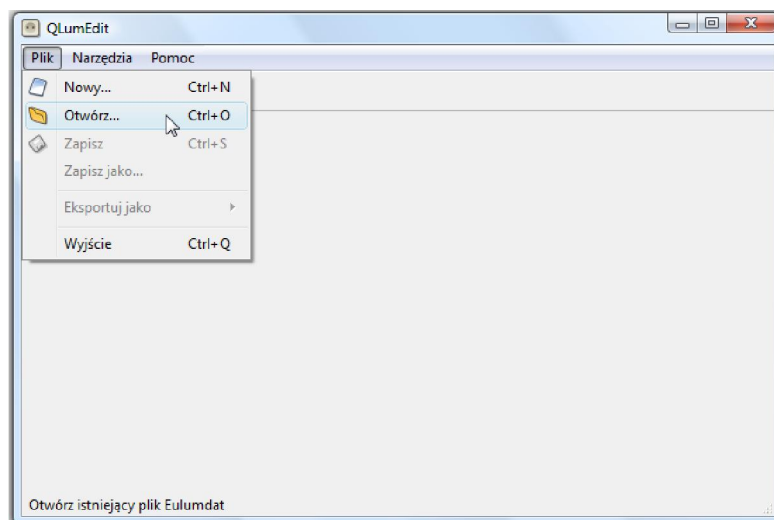 QLumEdit
Plik Narzędzia Pomoc
Nowy... Ctrl+N
Otwórz... Ctrl+O
Zapisz Ctrl+S
Zapisz jako...
Eksportuj jako
Wyjście Ctrl+Q
Otwórz istniejący plik Eulumdat